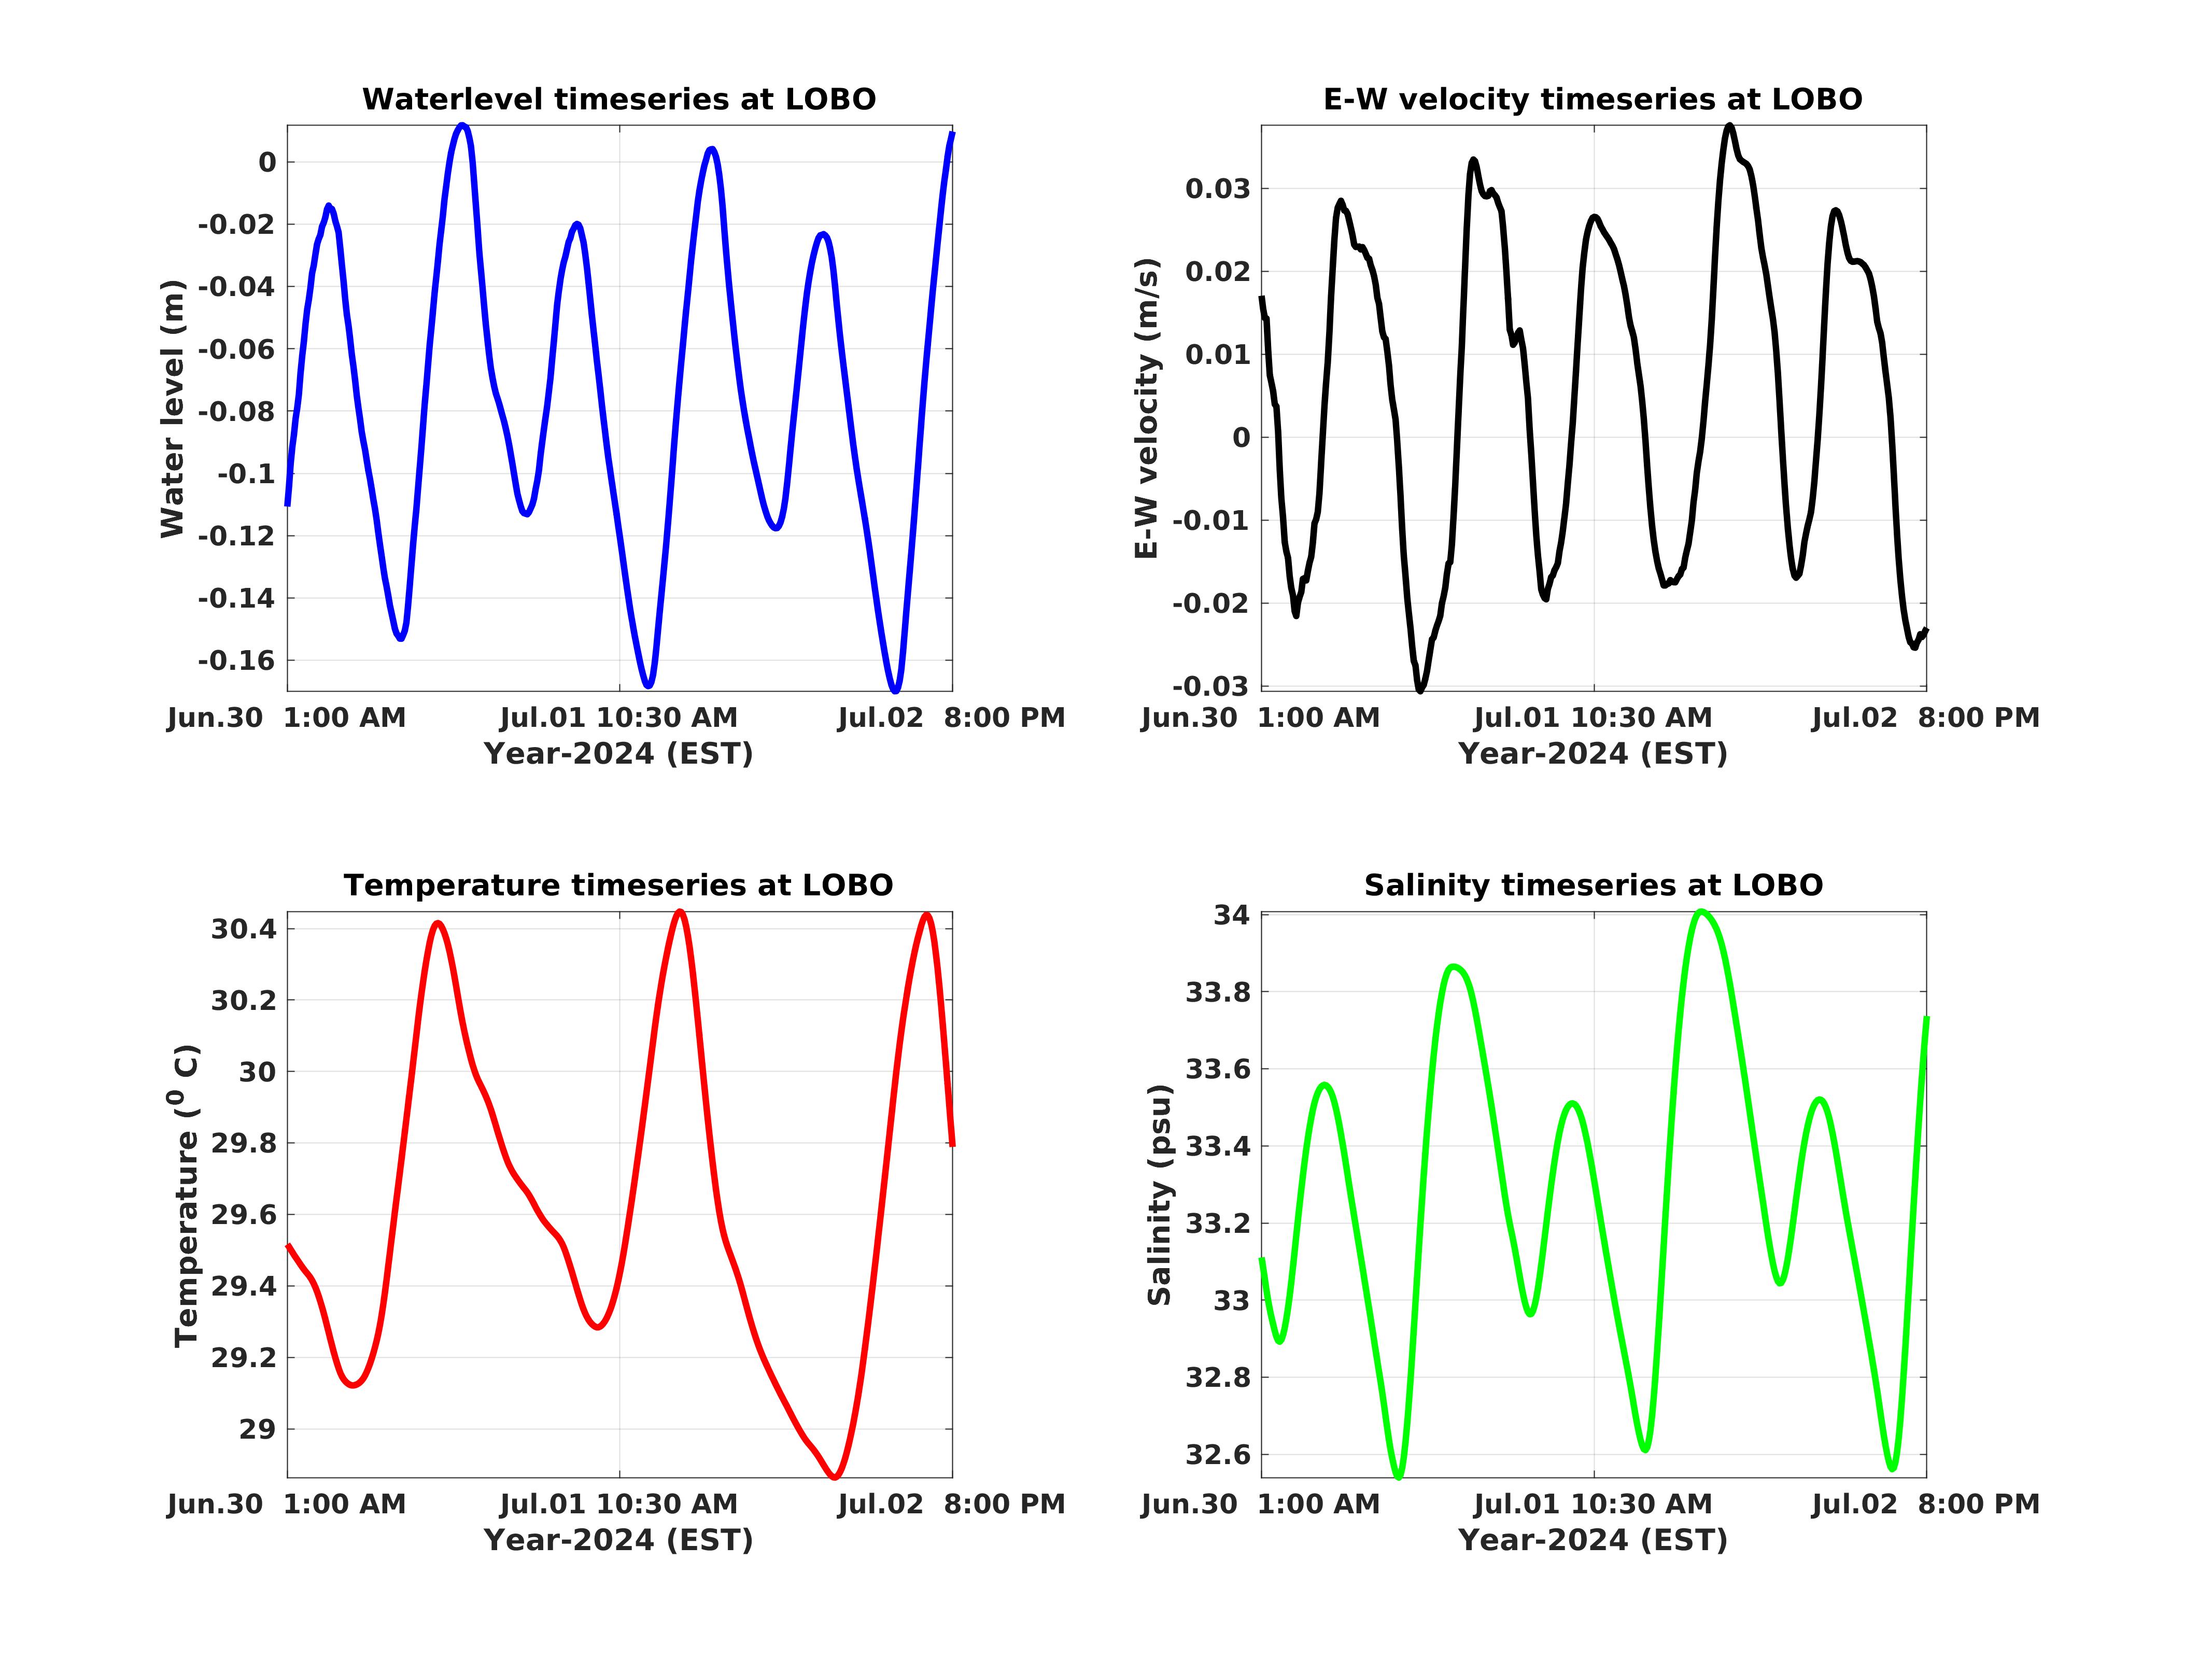 Waterlevel timeseries at LOBO
Water level (m)
0
-0.02
-0.04
-0.06
-0.08
-0.1
-0.12
-0.14
-0.16
Jun.30 1:00 AM
Jul.01 10:30 AM
Jul.02 8:00 PM
Year-2024 (EST)
E-W velocity timeseries at LOBO
E-W velocity (m/s)
0.03
0.02
0.01
0
-0.01
-0.02
-0.03
Jun.30 1:00 AM
Jul.01 10:30 AM
Jul.02 8:00 PM
Year-2024 (EST)
Temperature timeseries at LOBO
Temperature (⁰ C)
30.4
30.2
30
29.8
29.6
29.4
29.2
29
Jun.30 1:00 AM
Jul.01 10:30 AM
Jul.02 8:00 PM
Year-2024 (EST)
Salinity timeseries at LOBO
Salinity (psu)
34
33.8
33.6
33.4
33.2
33
32.8
32.6
Jun.30 1:00 AM
Jul.01 10:30 AM
Jul.02 8:00 PM
Year-2024 (EST)